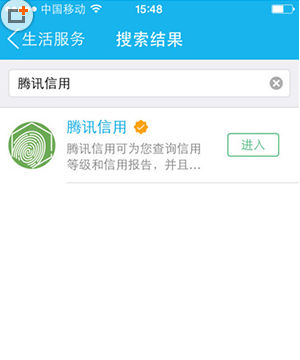 中国移动 15:48
生活服务 搜索结果
腾讯信用
腾讯信用
腾讯信用可为您查询信用
等级和信用报告，并且...
进入